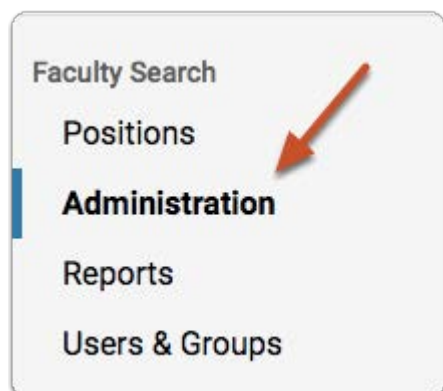 Faculty Search
Positions
Administration
Reports
Users & Groups